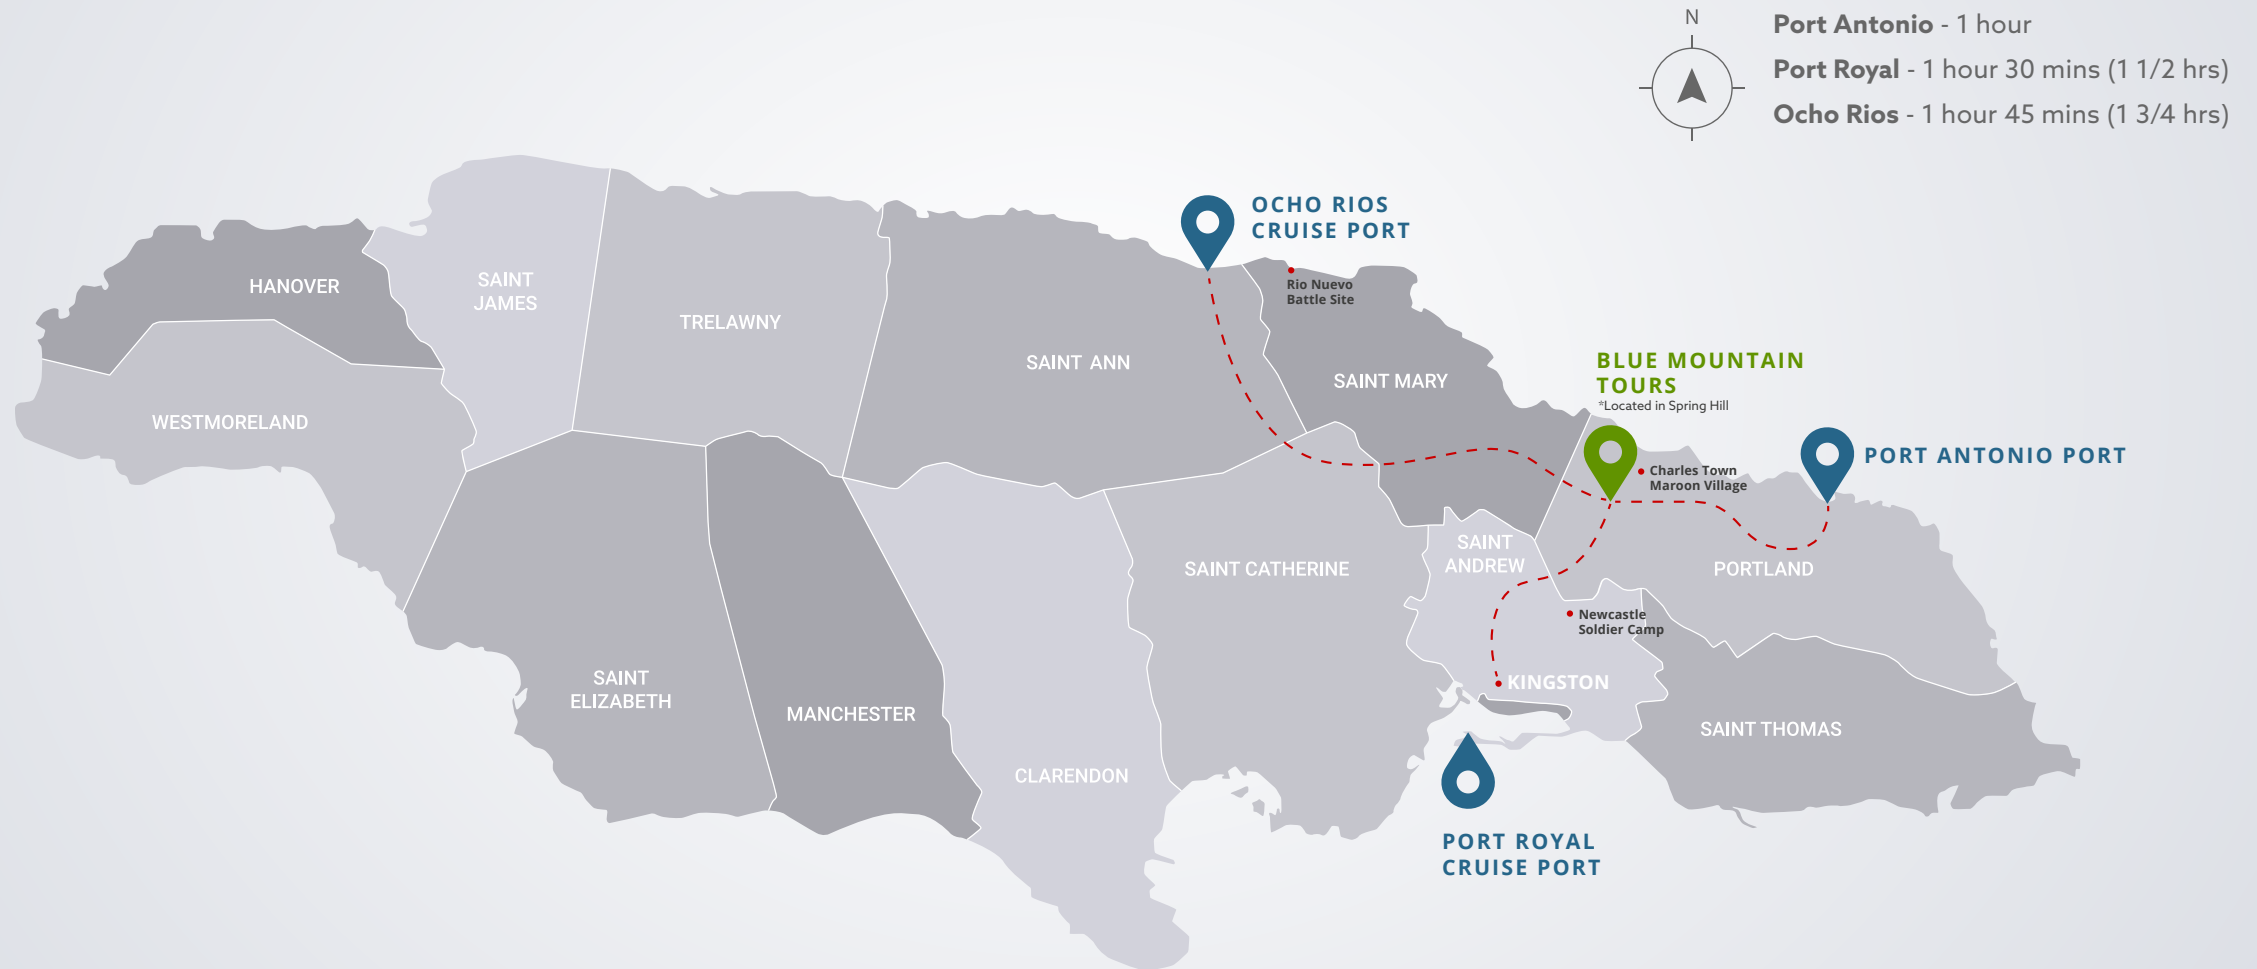 N
Port Antonio - 1 hour
Port Royal - 1 hour 30 mins (1 1/2 hrs)
Ocho Rios - 1 hour 45 mins (1 3/4 hrs)
OCHO RIOS
CRUISE PORT
HANOVER
SAINT
JAMES
TRELAWNY
SAINT ANN
Rio Nuevo
Battle Site
SAINT MARY
BLUE MOUNTAIN
TOURS
*Located in Spring Hill
WESTMORELAND
Charles Town
Maroon Village
PORT ANTONIO PORT
SAINT CATHERINE
SAINT
ANDREW
PORTLAND
Newcastle
Soldier Camp
SAINT
ELIZABETH
MANCHESTER
KINGSTON
SAINT THOMAS
CLARENDON
PORT ROYAL
CRUISE PORT